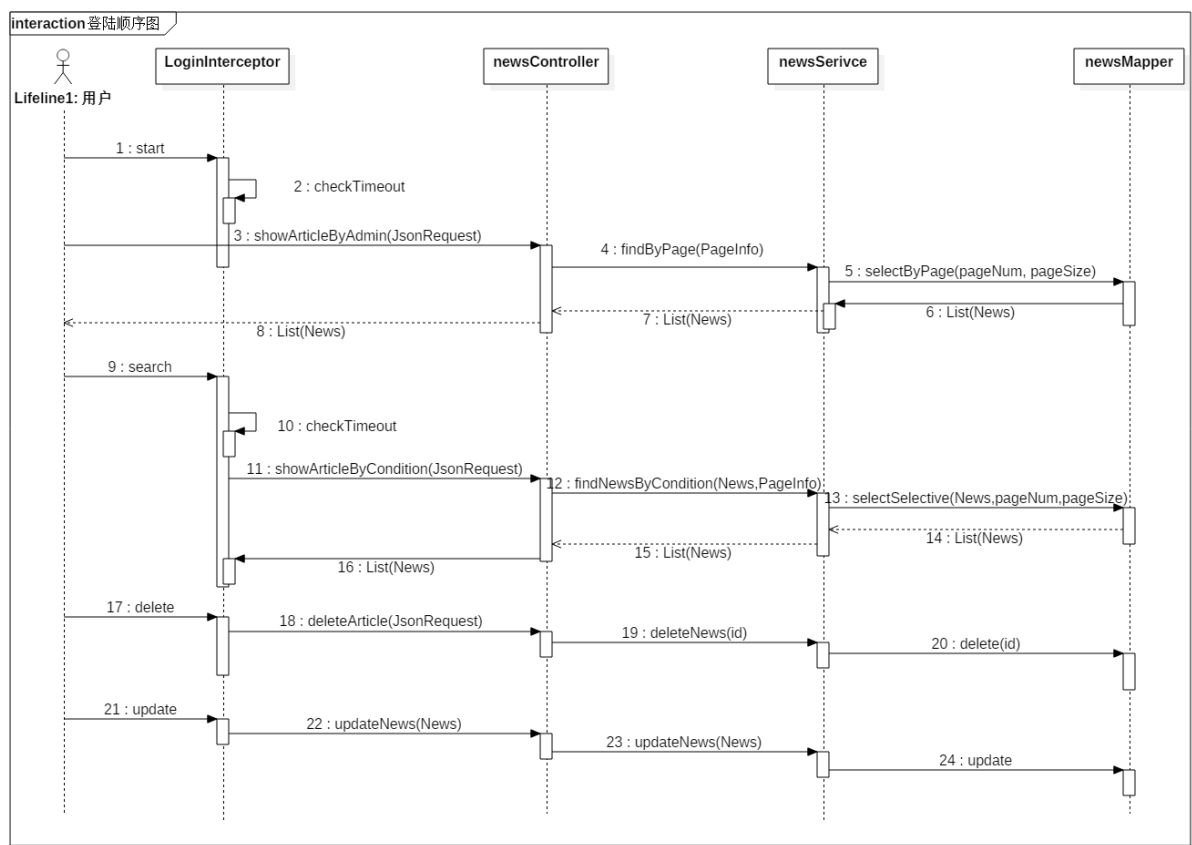 interaction 登陆顺序图
LoginInterceptor
newsController
newsSerivce
newsMapper
Lifeline1: 用户
1 : start
2 : checkTimeout
3 : showArticleByAdmin(JsonRequest)
4 : findByPage(PageInfo)
5 : selectByPage(pageNum, pageSize)
6 : List(News)
7 : List(News)
8 : List(News)
9 : search
10 : checkTimeout
11 : showArticleByCondition(JsonRequest)
12 : findNewsByCondition(News,PageInfo)
13 : selectSelective(News,pageNum,pageSize)
14 : List(News)
15 : List(News)
16 : List(News)
17 : delete
18 : deleteArticle(JsonRequest)
19 : deleteNews(id)
20 : delete(id)
21 : update
22 : updateNews(News)
23 : updateNews(News)
24 : update